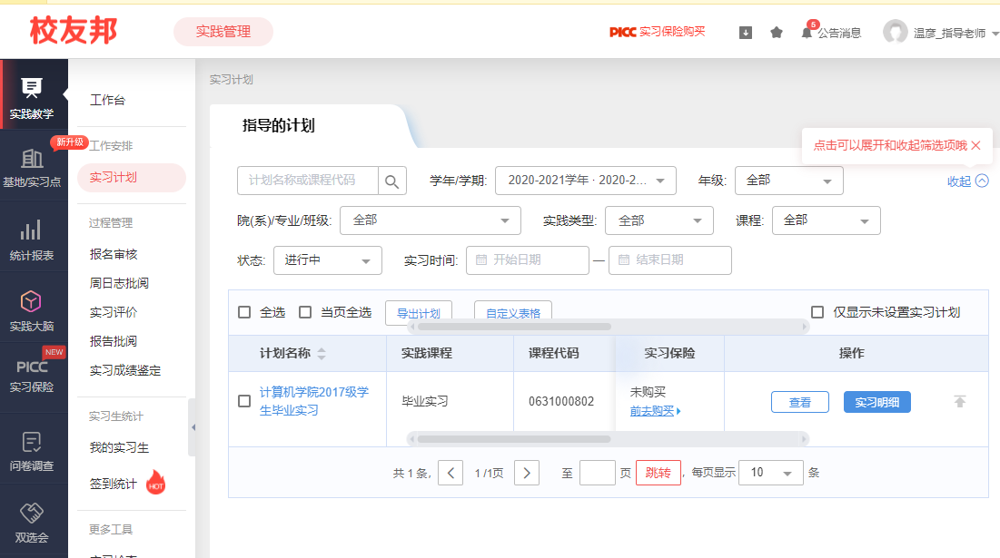 校友邦
实践管理
PICC 实习保险购买
5
公告消息
温彦_指导老师
实践教学
新升级
基地/实习点
统计报表
实践大脑
NEW
PICC
实习保险
问卷调查
双选会
工作台
工作安排
实习计划
过程管理
报名审核
周日志批阅
实习评价
报告批阅
实习成绩鉴定
实习生统计
我的实习生
签到统计
HOT
更多工具
实习计划
指导的计划
点击可以展开和收起筛选项哦
计划名称或课程代码
学年/学期:
2020-2021学年 · 2020-2...
年级:
全部
收起
院(系)/专业/班级:
全部
实践类型:
全部
课程:
全部
状态:
进行中
实习时间:
开始日期
—
结束日期
全选
当页全选
导出计划
自定义表格
仅显示未设置实习计划
计划名称
实践课程
课程代码
实习保险
操作
计算机学院2017级学
生毕业实习
毕业实习
0631000802
未购买
前去购买
查看
实习明细
共 1 条,
1 /1页
至
页
跳转
, 每页显示
10
条